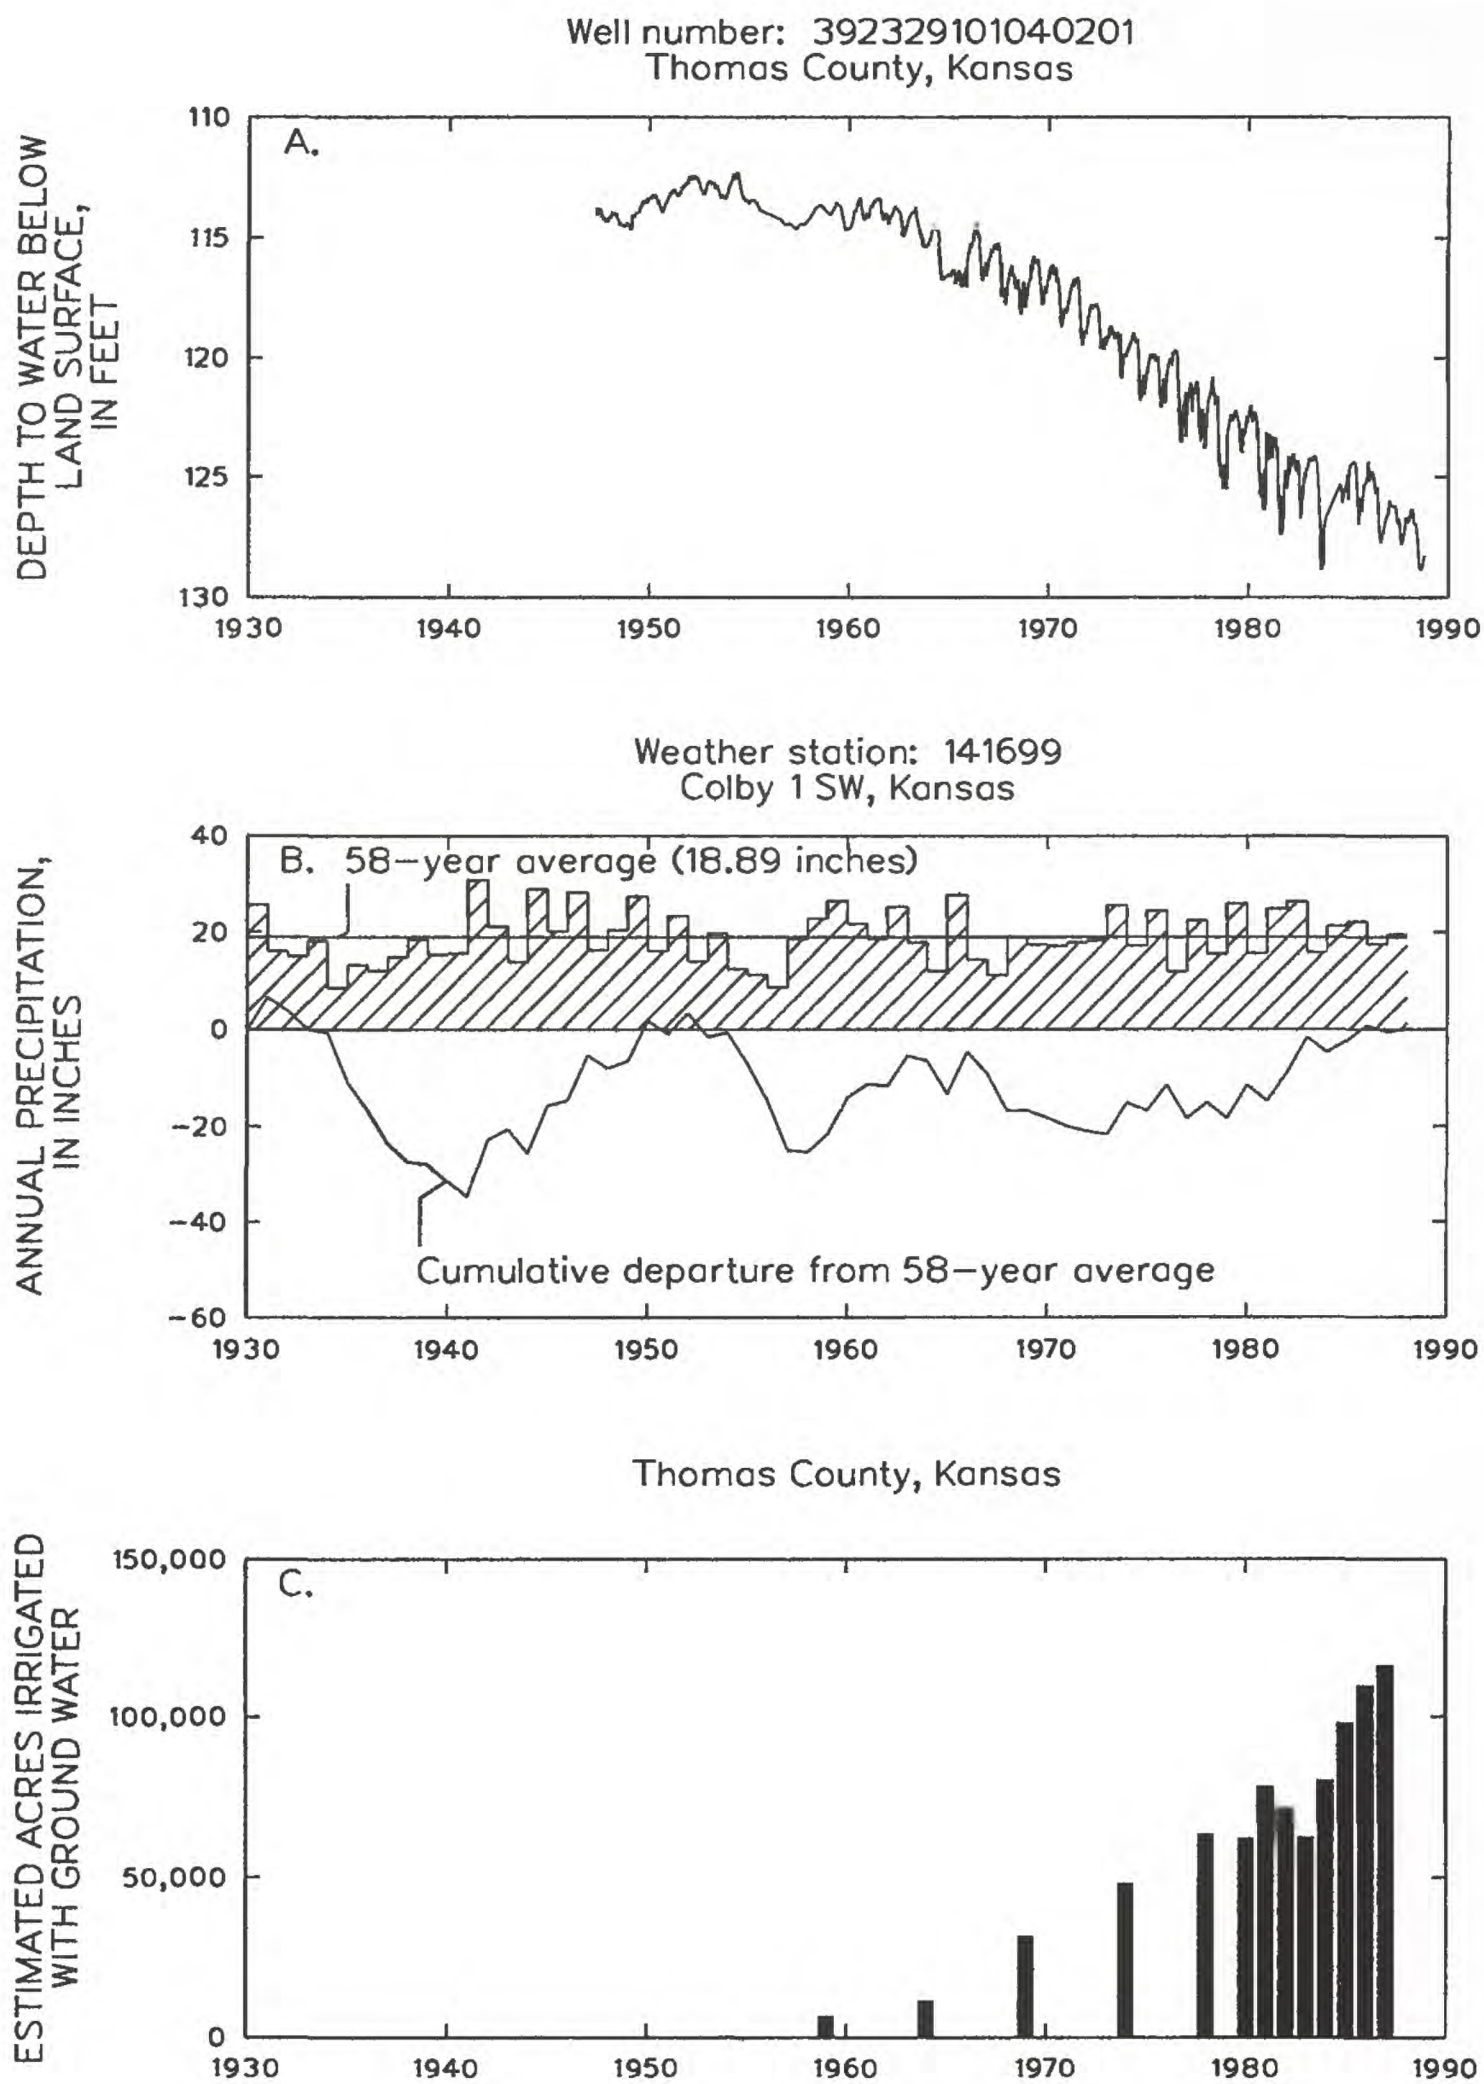 Well number: 392329101040201
Thomas County, Kansas
DEPTH TO WATER BELOW
LAND SURFACE,
IN FEET
A.
110
115
120
125
130
1930 1940 1950 1960 1970 1980 1990
Weather station: 141699
Colby 1 SW, Kansas
ANNUAL PRECIPITATION,
IN INCHES
40
B. 58-year average (18.89 inches)
20
0
-20
-40
Cumulative departure from 58-year average
-60
1930 1940 1950 1960 1970 1980 1990
Thomas County, Kansas
ESTIMATED ACRES IRRIGATED
WITH GROUND WATER
150,000
C.
100,000
50,000
0
1930 1940 1950 1960 1970 1980 1990